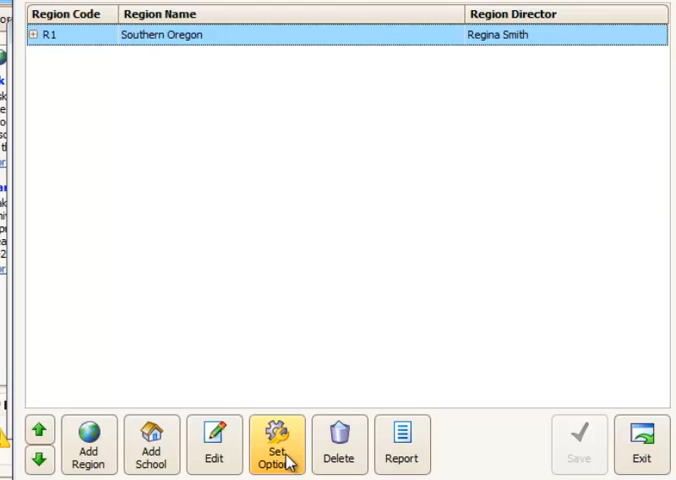 Region Code Region Name Region Director
R1 Southern Oregon Regina Smith
Add Region
Add School
Edit
Set Option
Delete
Report
Save
Exit